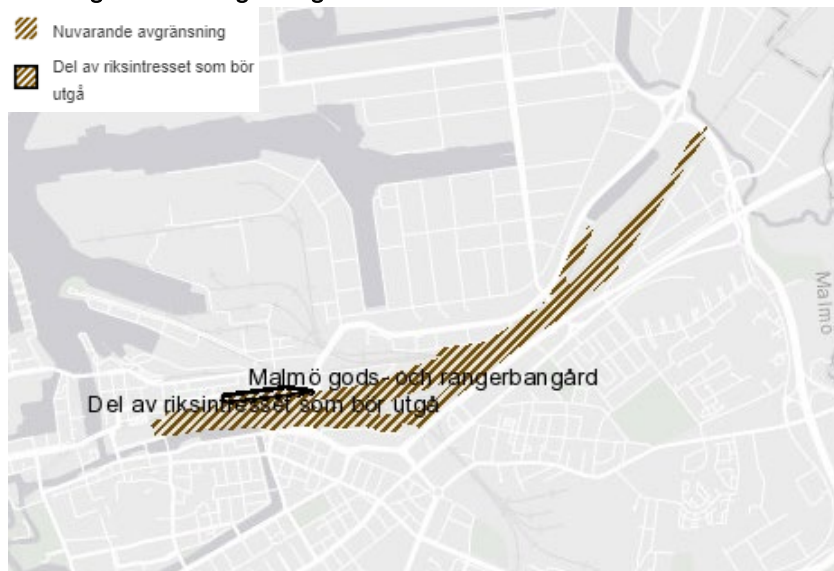 Nuvarande avgränsning
Del av riksintresset som bör
utgå
Malmö gods- och rangerbangård
Del av riksintresset som bör utgå
Malmö